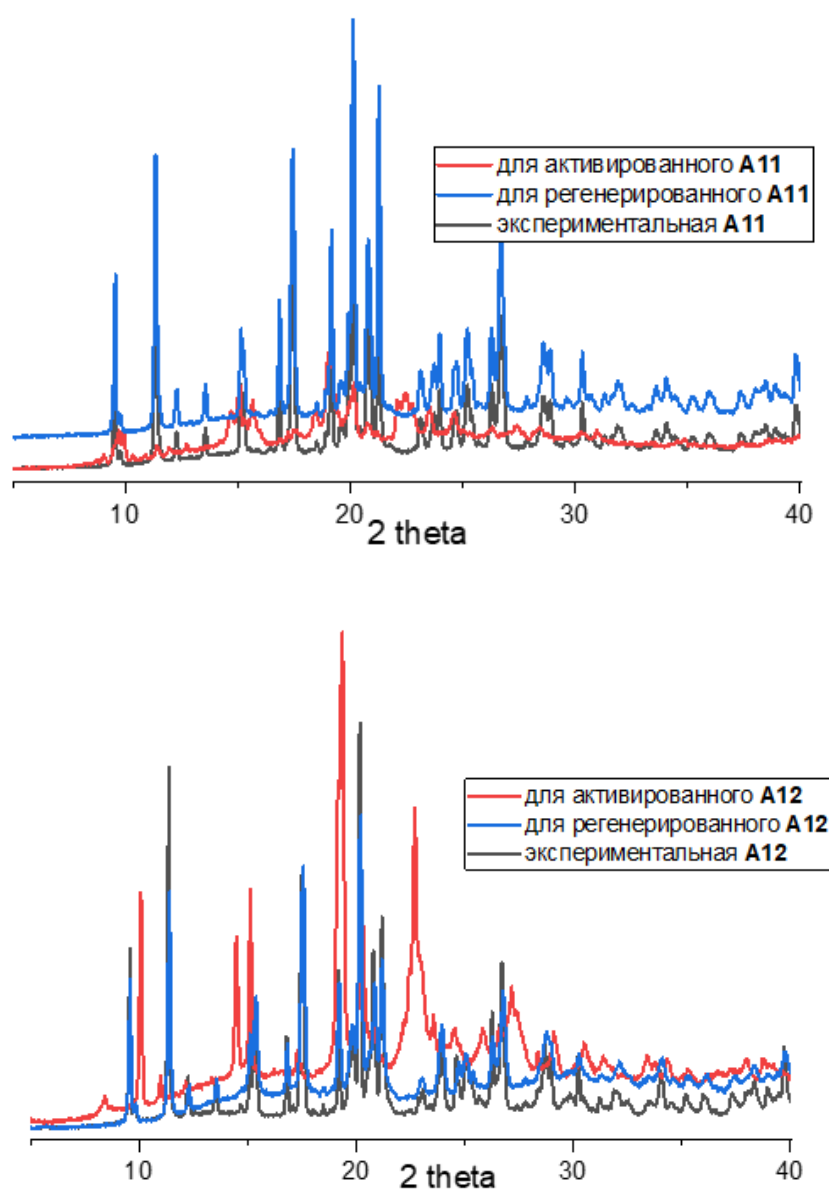 для активированного A11
для регенерированного A11
экспериментальная A11
10
20
30
40
2 theta
для активированного A12
для регенерированного A12
экспериментальная A12
10
20
30
40
2 theta